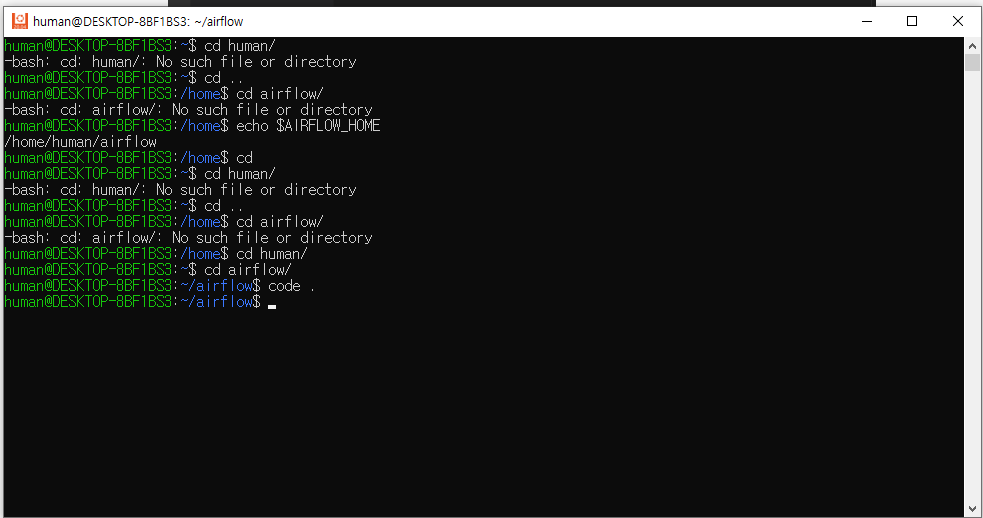 human@DESKTOP-8BF1BS3: ~/airflow
human@DESKTOP-8BF1BS3:~$ cd human/
-bash: cd: human/: No such file or directory
human@DESKTOP-8BF1BS3:~$ cd ..
human@DESKTOP-8BF1BS3:/home$ cd airflow/
-bash: cd: airflow/: No such file or directory
human@DESKTOP-8BF1BS3:/home$ echo $AIRFLOW_HOME
/home/human/airflow
human@DESKTOP-8BF1BS3:/home$ cd
human@DESKTOP-8BF1BS3:~$ cd human/
-bash: cd: human/: No such file or directory
human@DESKTOP-8BF1BS3:~$ cd ..
human@DESKTOP-8BF1BS3:/home$ cd airflow/
-bash: cd: airflow/: No such file or directory
human@DESKTOP-8BF1BS3:/home$ cd human/
human@DESKTOP-8BF1BS3:~$ cd airflow/
human@DESKTOP-8BF1BS3:~/airflow$ code .
human@DESKTOP-8BF1BS3:~/airflow$